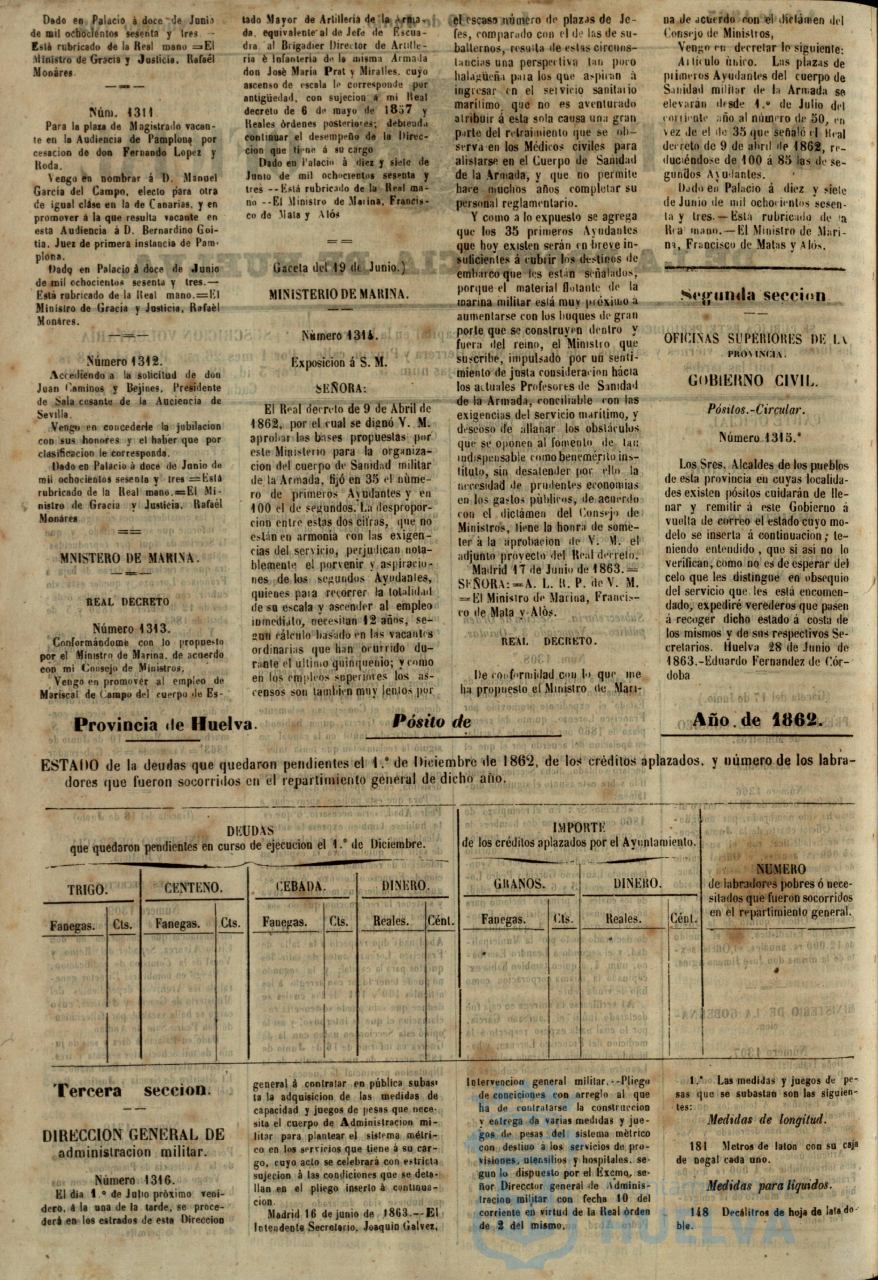 Dado en Palacio á doce de Junio
de mil ochocientos sesenta y tres.—
Está rubricado de la Real mano=El
Ministro de Gracia y Justicia, Rafaél
Monáres.
Núm. 1311
Para la plaza de Magistrado vacan-
te en la Audiencia de Pamplona por
cesacion de don Fernando Lopez y
Roda.
Vengo en nombrar á D. Manuel
García del Campo, electo para otra
de igual cláse en la de Canarias, y en
promover á la que resulta vacante en
esta Audiencia á D. Bernardino Goi-
tia, Juez de primera instancia de Pam-
plona.
Dado en Palacio á doce de Junio
de mil ochocientos sesenta y tres.—
Está rubricado de la Real mano.=El
Ministro de Gracia y Justicia, Rafaél
Monáres.
Número 1312.
Accediendo á la solicitud de don
Juan Caminos y Bejines, Presidente
de Sala cesante de la Auciencia de
Sevilla.
Vengo en concederle la jubilacion
con sus honores y el haber que por
clasificacion le corresponda.
Dado en Palacio á doce de Junio de
mil ochocientos sesenta y tres =Está
rubricado de la Real mano.=El Mi-
nistro de Gracia y Justicia, Rafaél
Monáres
MNISTERO DE MARINA.
REAL DECRETO
Número 1313.
Conformándome con lo propuesto
por el Ministro de Marina, de acuerdo
con mi Consejo de Ministros,
Vengo en promover al empleo de
Mariscal de Campo del cuerpo de Es-
tado Mayor de Artillería de la Arma-
da, equivalente al de Jefe de Escua-
dra al Brigadier Director de Artille-
ría è Infantería de la misma Armada
don José María Prat y Miralles, cuyo
ascenso de escala le corresponde por
antigüedad, con sujecion á mi Real
decreto de 6 de mayo de 1857 y
Reales órdenes posteriores; debiendo
continuar el desempeño de la Direc-
cion que tiene á su cargo
Dado en Palacio á diez y siete de
Junio de mil ochocientos sesenta y
tres --Está rubricado de la Real ma-
no --El Ministro de Marina, Francis-
co de Mata y Alós
Gaceta del 19 de Junio.)
MINISTERIO DE MARINA.
Número 1314.
Exposicion á S. M.
SEÑORA:
El Real decreto de 9 de Abril de
1862, por el cual se dignó V. M.
aprobar las bases propuestas por
este Ministerio para la organiza-
cion del cuerpo de Sanidad militar
de la Armada, fijó en 35 el núme-
ro de primeros Ayudantes y en
100 el de segundos. La despropor-
cion entre estas dos cifras, que no
están en armonia con las exigen-
cias del servicio, perjudican nota-
blemente el porvenir y aspiracio-
nes de los segundos Ayudantes,
quienes para recorrer la totalidad
de su escala y ascender al empleo
inmediato, necesitan 12 años, se-
gun cálculo basado en las vacantes
ordinarias que han ocurrido du-
rante el último quinquenio; y como
en los empleos superiores los as-
censos son tambien muy lentos por
el escaso número de plazas de Je-
fes, comparado con el de las de su-
balternos, resulta de estas circuns-
tancias una perspectiva tan poco
halagüeña para los que aspiran á
ingresar en el servicio sanitario
marítimo, que no es aventurado
atribuir á esta sola causa una gran
parte del retraimiento que se ob-
serva en los Médicos civiles para
alistarse en el Cuerpo de Sanidad
de la Armada, y que no permite
hace muchos años completar su
personal reglamentario.
Y como á lo expuesto se agrega
que los 35 primeros Ayudantes
que hoy existen serán en breve in-
suficientes á cubrir los destinos de
embarco que les están señalados,
porque el material flotante de la
marina militar está muy próximo á
aumentarse con los buques de gran
porte que se construyen dentro y
fuera del reino, el Ministro que
suscribe, impulsado por un senti-
miento de justa consideracion hácia
los actuales Profesores de Sanidad
de la Armada, conciliable con las
exigencias del servicio marítimo, y
deseoso de allanar los obstáculos
que se oponen al fomento de tan
indispensable como benemérito ins-
tituto, sin desatender por ello la
necesidad de prudentes economías
en los gastos públicos, de acuerdo
con el dictámen del Consejo de
Ministros, tiene la honra de some-
ter à la aprobacion de V. M. el
adjunto proyecto del Real decreto.
Madrid 17 de Junio de 1863.=
SEÑORA:=A. L. R. P. de V. M.
=El Ministro de Marina, Francis-
co de Mata y Alòs.
REAL DECRETO.
De conformidad con lo que me
ha propuesto el Ministro de Mari-
na de acuerdo con el dictámen del
Consejo de Ministros,
Vengo en decretar lo siguiente:
Artículo único. Las plazas de
primeros Ayudantes del cuerpo de
Sanidad militar de la Armada se
elevarán desde 1.º de Julio del
corriente año al número de 50, en
vez de el de 35 que señaló el Real
decreto de 9 de abril de 1862, re-
duciéndose de 100 á 85 las de se-
gundos Ayudantes.
Dado en Palacio á diez y siete
de Junio de mil ochocientos sesen-
ta y tres.—Está rubricado de la
Real mano.—El Ministro de Mari-
na, Francisco de Matas y Alòs.
Segunda seccion
OFICINAS SUPERIORES DE LA
PROVINCIA.
GOBIERNO CIVIL.
Pósitos.-Circular.
Número 1315.ª
Los Sres. Alcaldes de los pueblos
de esta provincia en cuyas localida-
des existen pósitos cuidarán de lle-
nar y remitir á este Gobierno á
vuelta de correo el estado cuyo mo-
delo se inserta á continuacion; te-
niendo entendido, que si asi no lo
verifican, como no es de esperar del
celo que les distingue en obsequio
del servicio que les está encomen-
dado, expediré verederos que pasen
á recoger dicho estado á costa de
los mismos y de sus respectivos Se-
cretarios. Huelva 28 de Junio de
1863.-Eduardo Fernandez de Cór-
doba
Provincia de Huelva. Pósito de Año. de 1862.
ESTADO de la deudas que quedaron pendientes el 1.º de Diciembre de 1862, de los créditos aplazados, y número de los labra-
dores que fueron socorridos en el repartimiento general de dicho año.
DEUDAS
que quedaron pendientes en curso de ejecucion el 1.º de Diciembre.
IMPORTE
de los créditos aplazados por el Ayuntamiento.
NÚMERO
de labradores pobres ó nece-
sitados que fueron socorridos
en el repartimiento general.
TRIGO. CENTENO. CEBADA. DINERO. GRANOS. DINERO.
Fanegas. Cts. Fanegas. Cts. Fanegas. Cts. Reales. Cént. Fanegas. Cts. Reales. Cént.
Tercera seccion.
DIRECCION GENERAL DE
administracion militar.
Número 1316.
El dia 1.º de Julio próximo veni-
dero, á la una de la tarde, se proce-
derá en los estrados de esta Direccion
general á contratar en pública subas-
ta la adquisicion de las medidas de
capacidad y juegos de pesas que nece-
sita el cuerpo de Administracion mi-
litar para plantear el sistema métri-
co en los servicios que tiene á su car-
go, cuyo acto se celebrará con estricta
sujecion á las condiciones que se deta-
llan en el pliego inserto à continua-
cion.
Madrid 16 de junio de 1863.--El
Intendente Secretario, Joaquin Galvez.
Intervencion general militar.--Pliego
de conciciones con arreglo al que
ha de contratarse la construccion
y entrega da varias medidas y jue-
gos de pesas del sistema mètrico
con destino à los servicios de pro-
visiones, utensilios y hospitales, se-
gun lo dispuesto por el Excmo, se-
ñor Direcctor general de Adminis-
tracion militar con fecha 10 del
corriente en virtud de la Real órden
de 2 del mismo.
1.ª Las medidas y juegos de pe-
sas que se subastan son las siguien-
tes:
Medidas de longitud.
181 Metros de laton con su caja
de nogal cada uno.
Medidas para líquidos.
148 Decálitros de hoja de lata do-
ble.
HUELVA